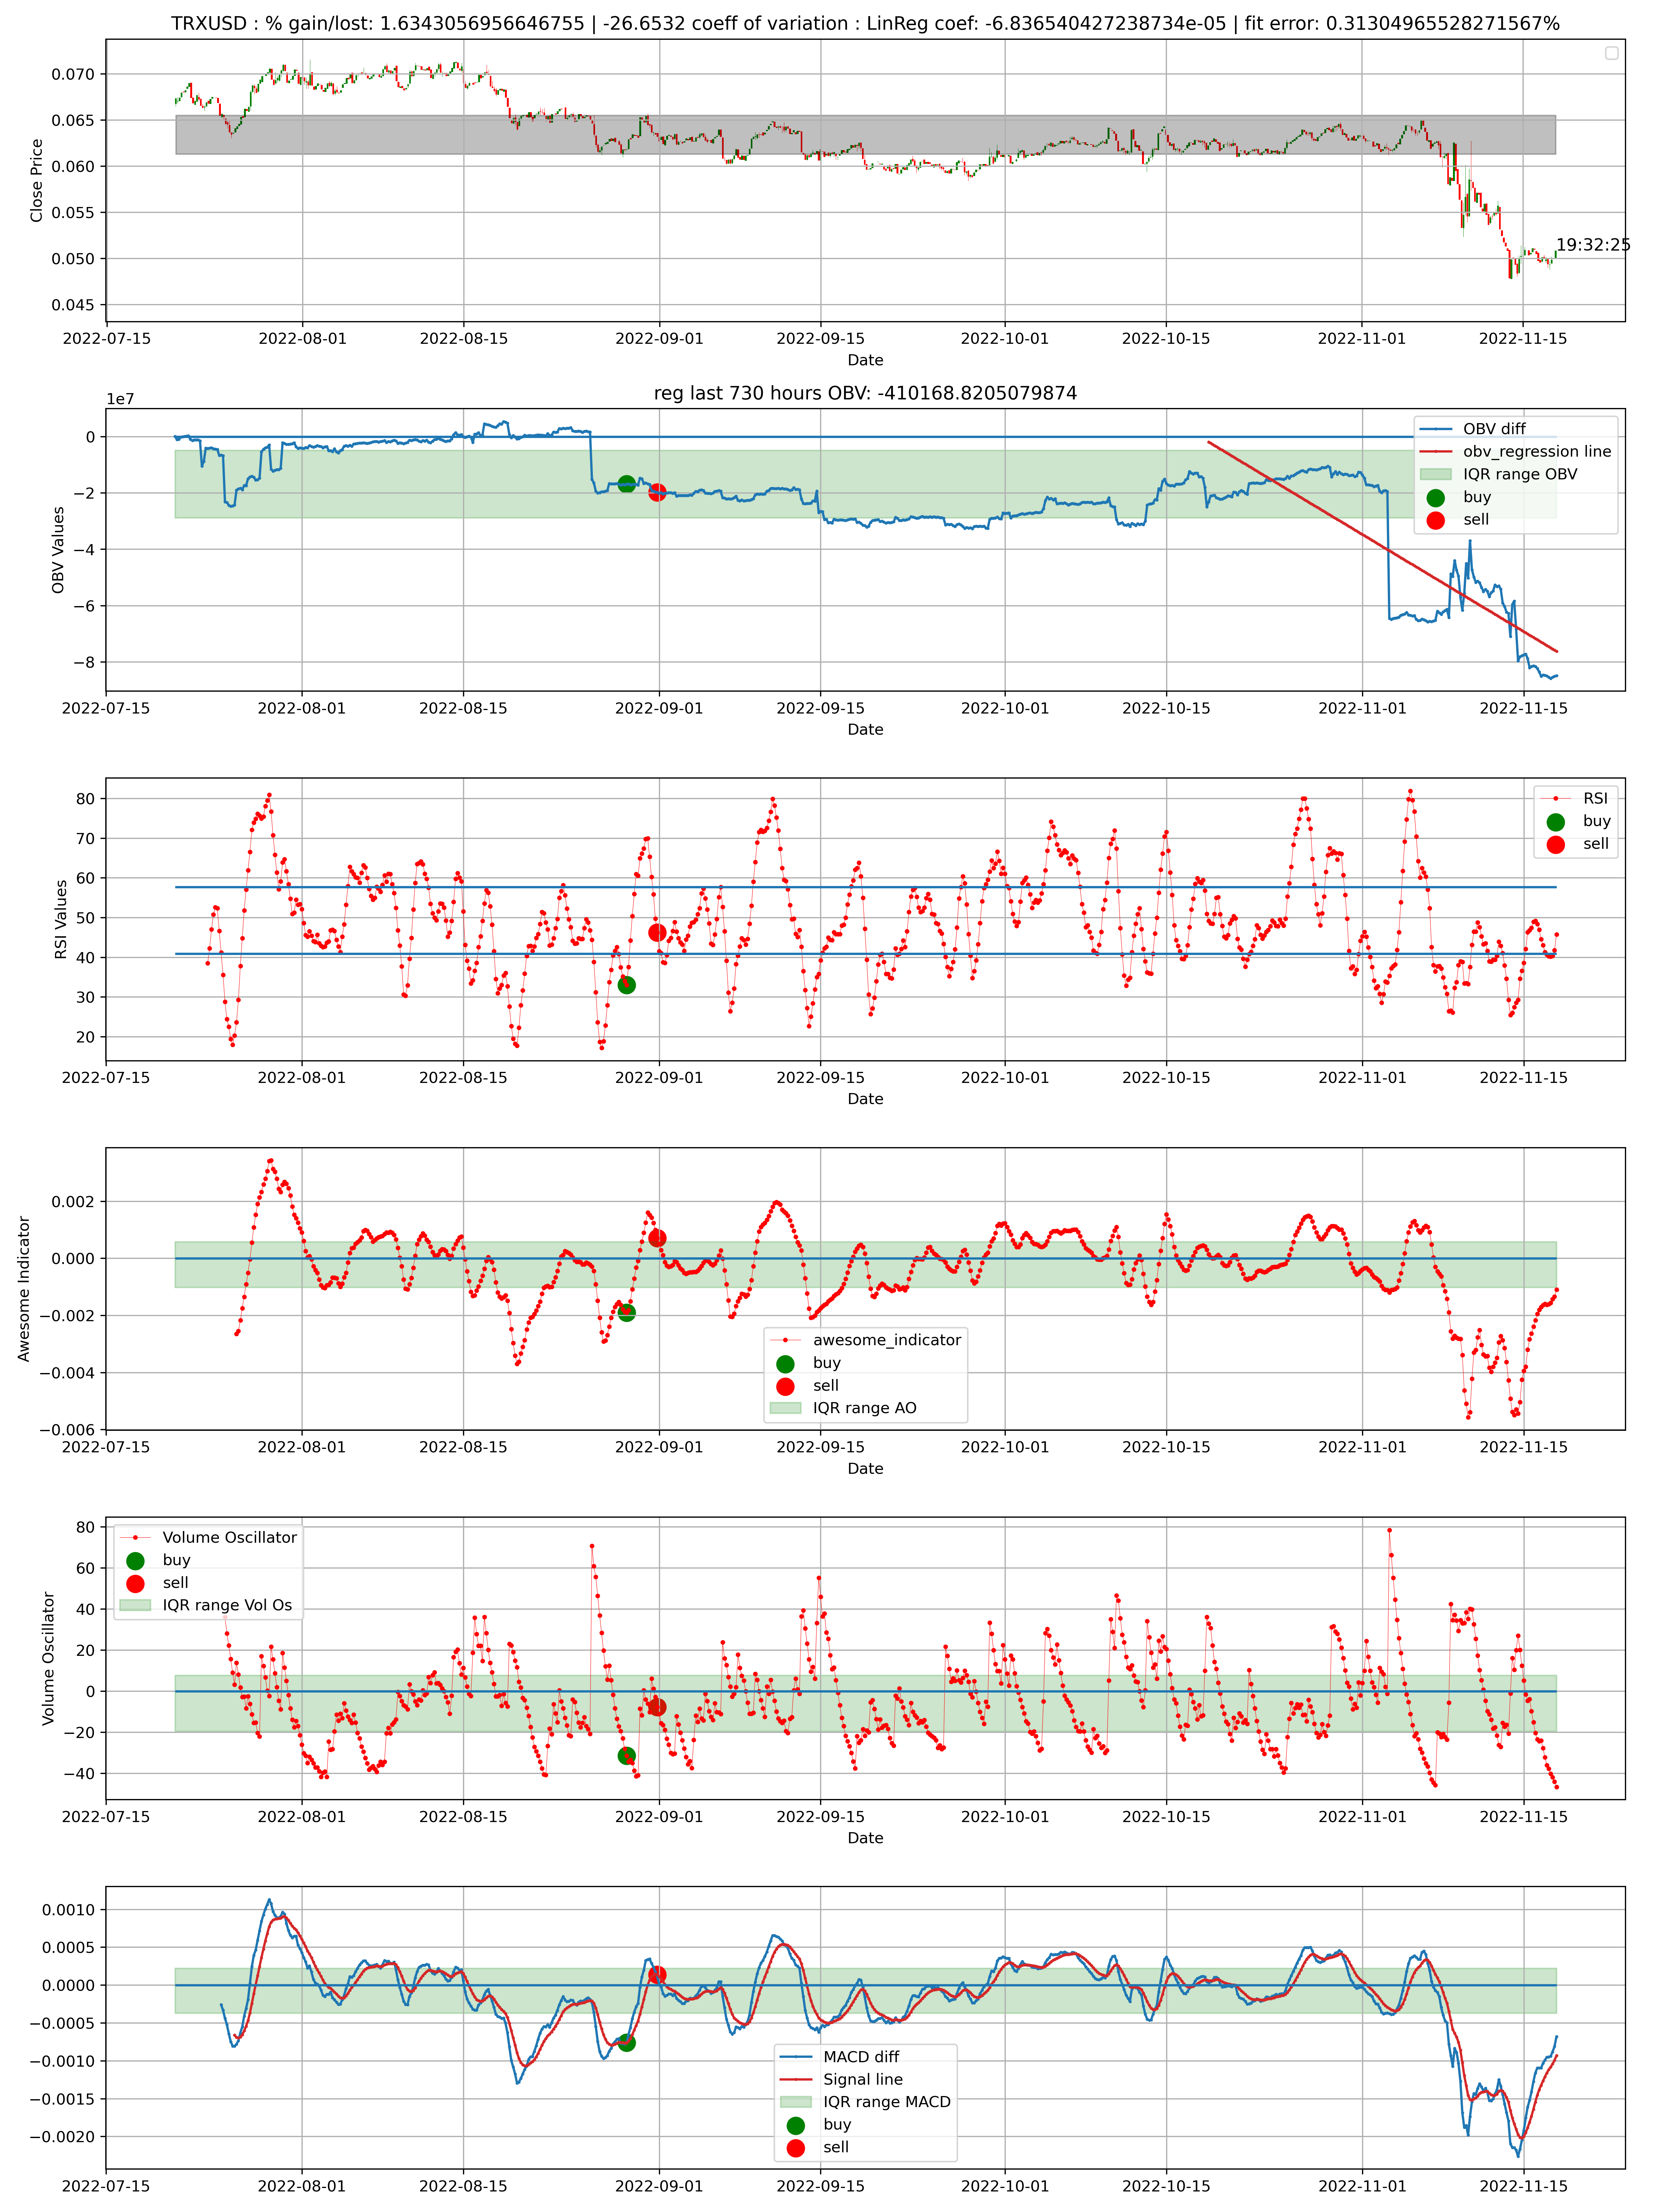 TRXUSD : % gain/lost: 1.6343056956646755 | -26.6532 coeff of variation : LinReg coef: -6.836540427238734e-05 | fit error: 0.31304965528271567%
0.070
0.065
0.060
0.055
0.050
0.045
Close Price
19:32:25
2022-07-15 2022-08-01 2022-08-15 2022-09-01 2022-09-15 2022-10-01 2022-10-15 2022-11-01 2022-11-15
Date
reg last 730 hours OBV: -410168.8205079874
1e7
0
−2
−4
−6
−8
OBV Values
OBV diff
obv_regression line
IQR range OBV
buy
sell
2022-07-15 2022-08-01 2022-08-15 2022-09-01 2022-09-15 2022-10-01 2022-10-15 2022-11-01 2022-11-15
Date
80
70
60
50
40
30
20
RSI Values
RSI
buy
sell
2022-07-15 2022-08-01 2022-08-15 2022-09-01 2022-09-15 2022-10-01 2022-10-15 2022-11-01 2022-11-15
Date
0.002
0.000
−0.002
−0.004
−0.006
Awesome Indicator
awesome_indicator
buy
sell
IQR range AO
2022-07-15 2022-08-01 2022-08-15 2022-09-01 2022-09-15 2022-10-01 2022-10-15 2022-11-01 2022-11-15
Date
80
60
40
20
0
−20
−40
Volume Oscillator
Volume Oscillator
buy
sell
IQR range Vol Os
2022-07-15 2022-08-01 2022-08-15 2022-09-01 2022-09-15 2022-10-01 2022-10-15 2022-11-01 2022-11-15
Date
0.0010
0.0005
0.0000
−0.0005
−0.0010
−0.0015
−0.0020
MACD diff
Signal line
IQR range MACD
buy
sell
2022-07-15 2022-08-01 2022-08-15 2022-09-01 2022-09-15 2022-10-01 2022-10-15 2022-11-01 2022-11-15